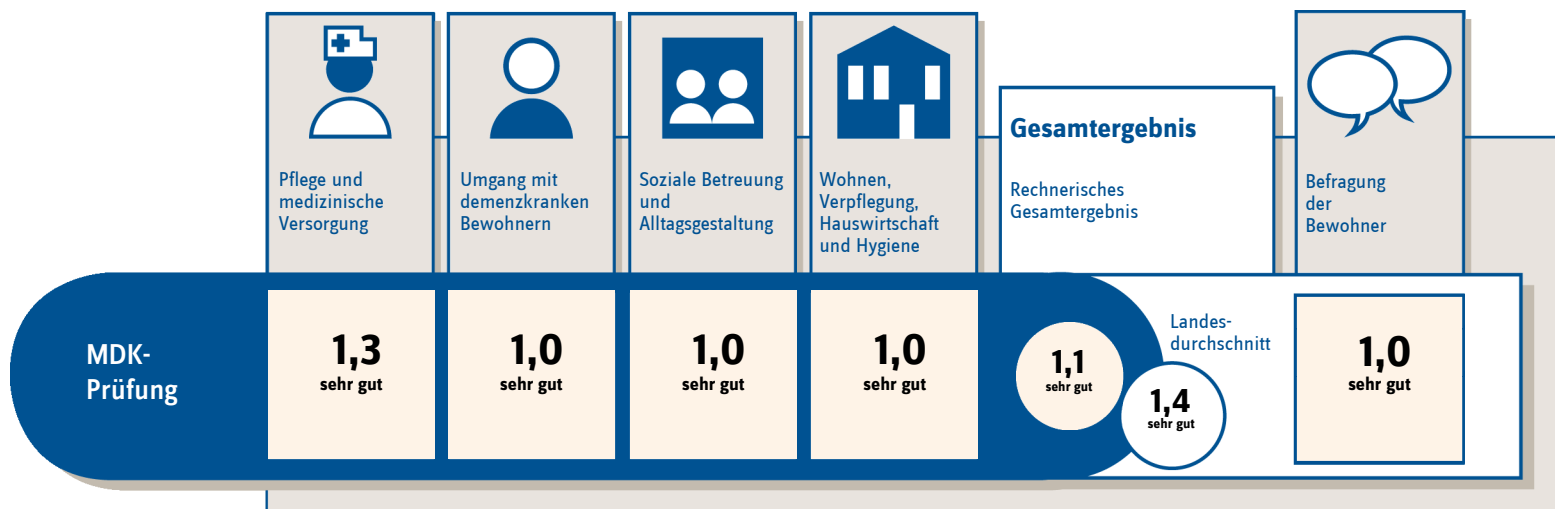 Pflege und
medizinische
Versorgung
Umgang mit
demenzkranken
Bewohnern
Soziale Betreuung
und
Alltagsgestaltung
Wohnen,
Verpflegung,
Hauswirtschaft
und Hygiene
Gesamtergebnis
Rechnerisches
Gesamtergebnis
Befragung
der
Bewohner
MDK-
Prüfung
1,3
sehr gut
1,0
sehr gut
1,0
sehr gut
1,0
sehr gut
1,1
sehr gut
Landes-
durchschnitt
1,4
sehr gut
1,0
sehr gut